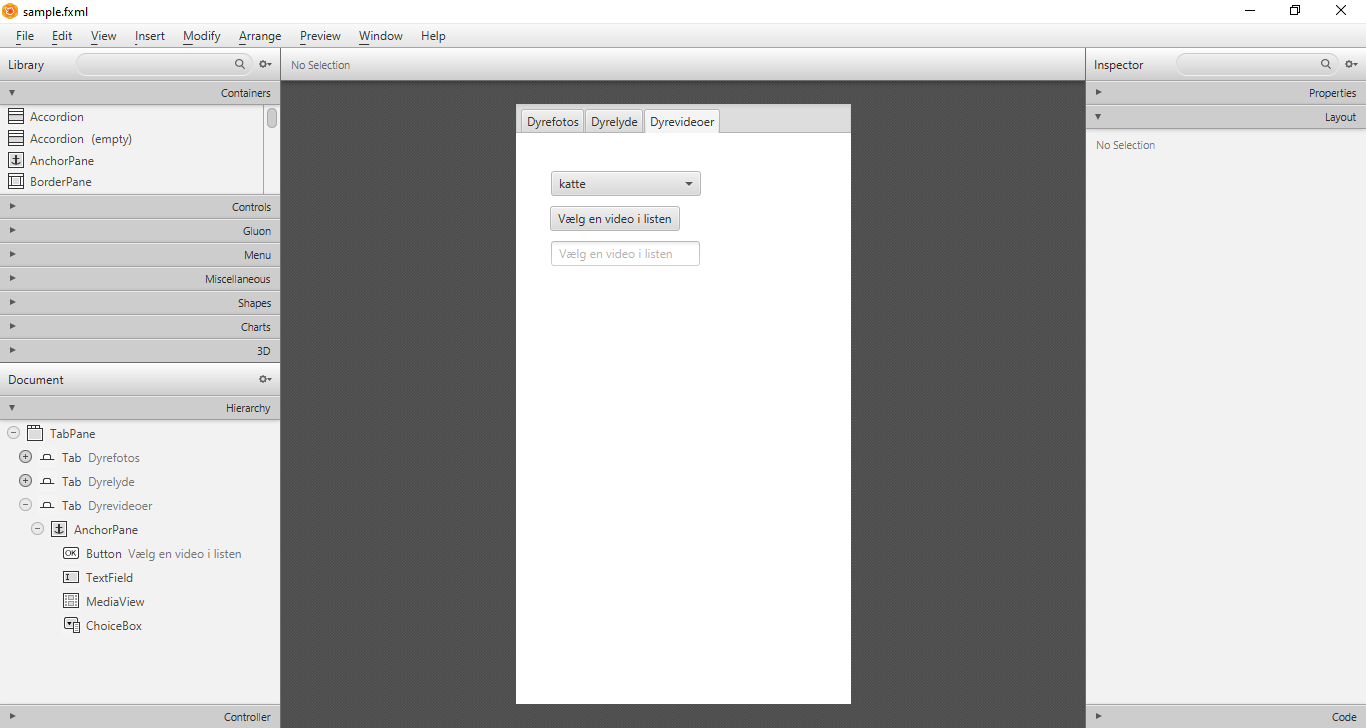 sample.fxml
File Edit View Insert Modify Arrange Preview Window Help
Library
No Selection
Inspector
Containers
Accordion
Accordion (empty)
AnchorPane
BorderPane
Controls
Gluon
Menu
Miscellaneous
Shapes
Charts
3D
Document
Hierarchy
TabPane
Tab Dyrefotos
Tab Dyrelyde
Tab Dyrevideoer
AnchorPane
OK Button Vælg en video i listen
TextField
MediaView
ChoiceBox
Controller
Dyrefotos Dyrelyde Dyrevideoer
katte
Vælg en video i listen
Vælg en video i listen
Properties
Layout
No Selection
Code